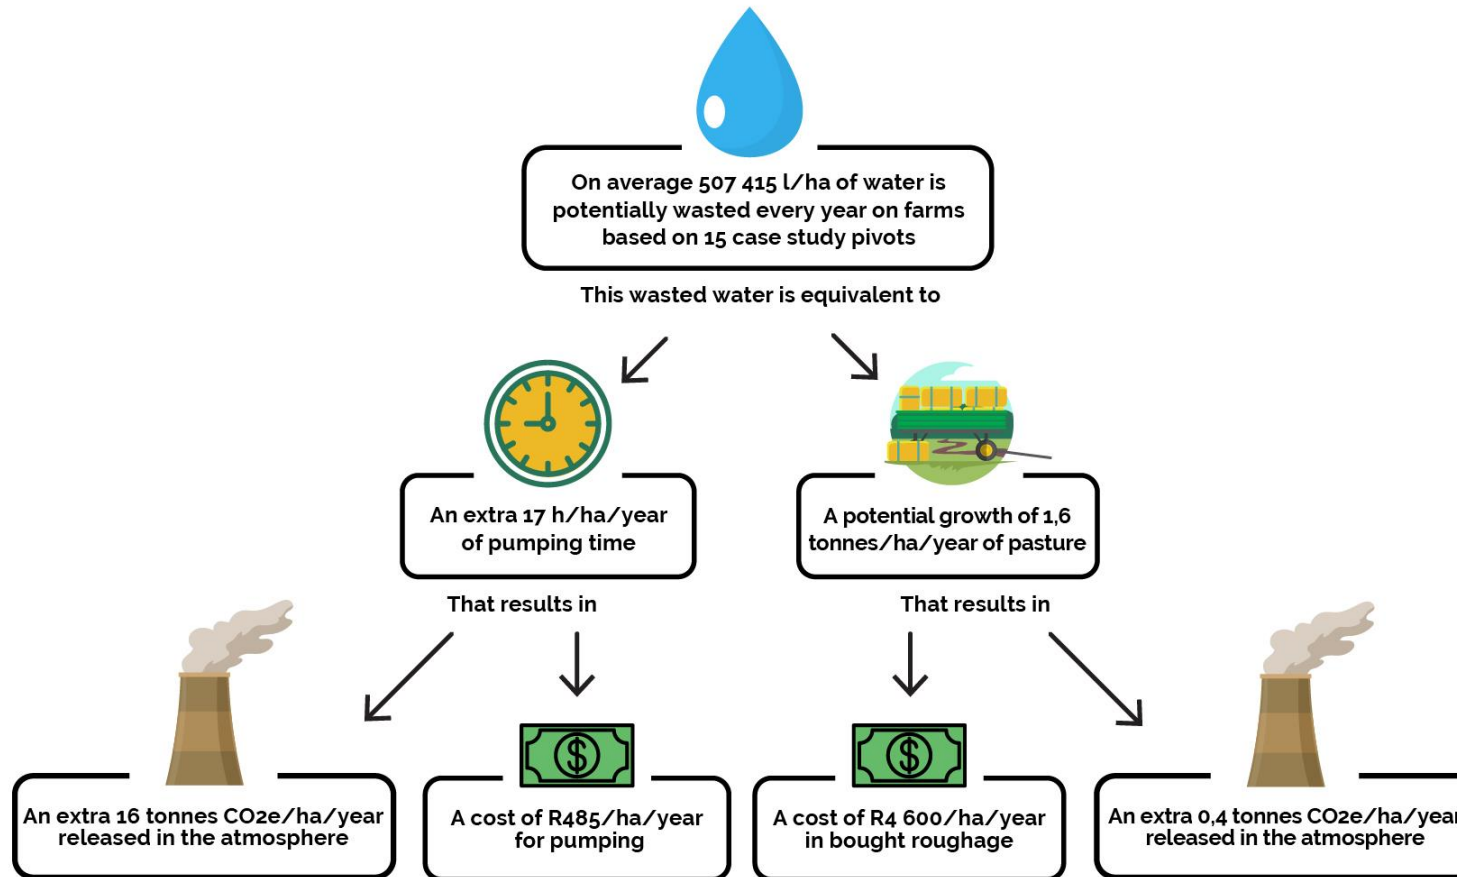 On average 507 415 l/ha of water is
potentially wasted every year on farms
based on 15 case study pivots
This wasted water is equivalent to
An extra 17 h/ha/year
of pumping time
A potential growth of 1,6
tonnes/ha/year of pasture
That results in
That results in
An extra 16 tonnes CO2e/ha/year
released in the atmosphere
A cost of R485/ha/year
for pumping
A cost of R4 600/ha/year
in bought roughage
An extra 0,4 tonnes CO2e/ha/year
released in the atmosphere